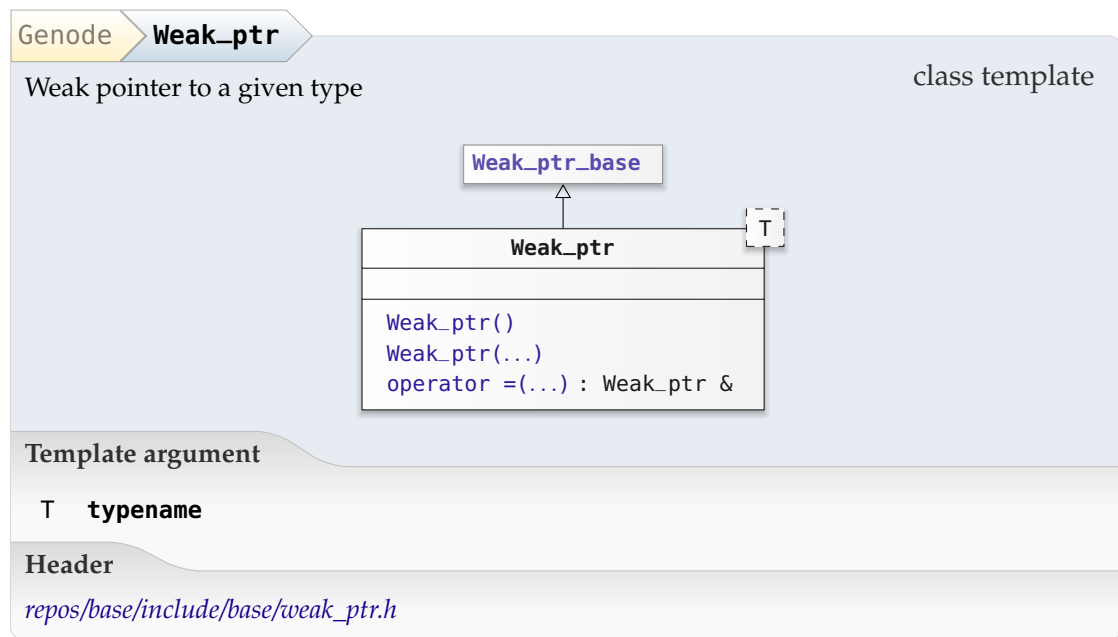 Genode Weak_ptr
Weak pointer to a given type
class template
Weak_ptr_base
T
Weak_ptr
Weak_ptr()
Weak_ptr(...)
operator =(...) : Weak_ptr &
Template argument
T typename
Header
repos/base/include/base/weak_ptr.h